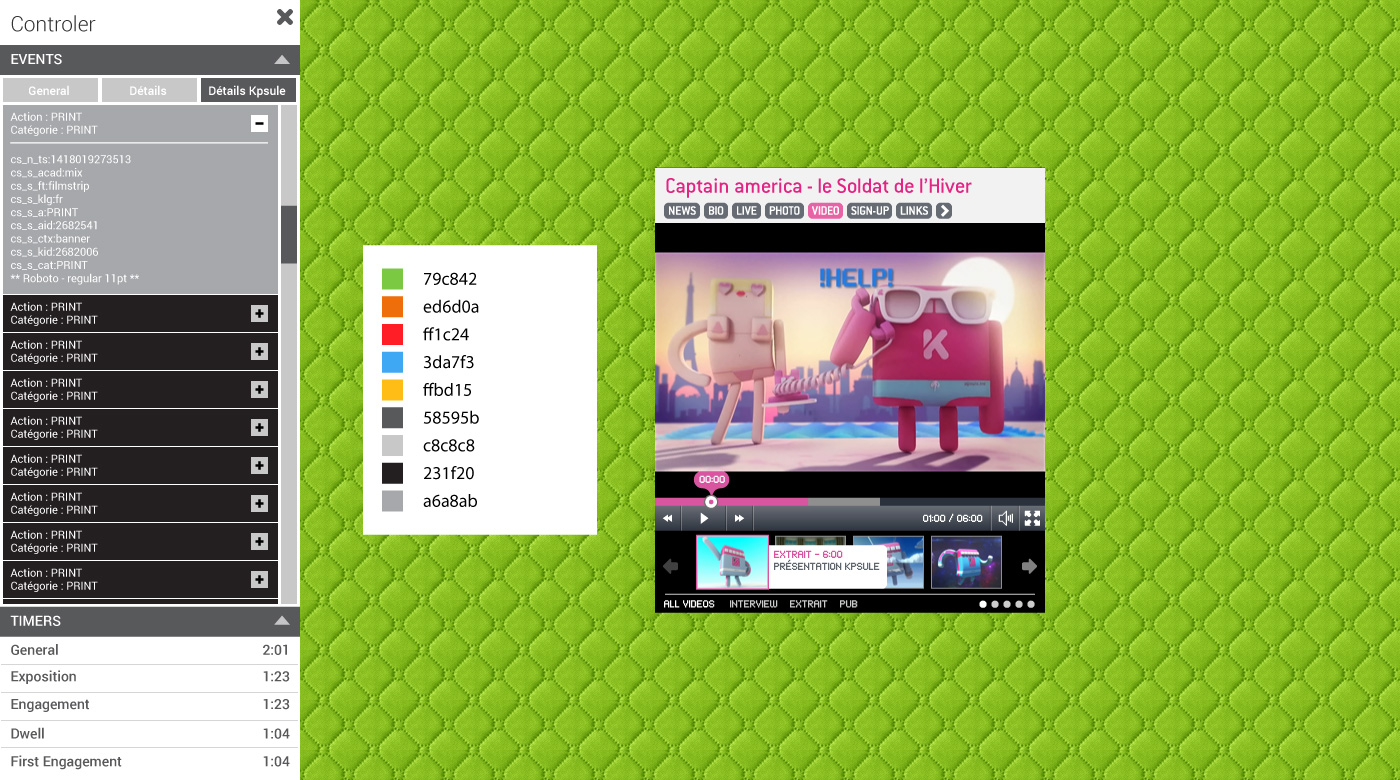 Controler
EVENTS
General
Détails
Détails Kpsule
Action : PRINT
Catégorie : PRINT
cs_n_ts:1418019273513
cs_s_acad:mix
cs_s_ft:filmstrip
cs_s_klg:fr
cs_s_a:PRINT
cs_s_aid:2682541
cs_s_ctx:banner
cs_s_kid:2682006
cs_s_cat:PRINT
** Roboto - regular 11pt **
Action : PRINT
Catégorie : PRINT
Action : PRINT
Catégorie : PRINT
Action : PRINT
Catégorie : PRINT
Action : PRINT
Catégorie : PRINT
Action : PRINT
Catégorie : PRINT
Action : PRINT
Catégorie : PRINT
Action : PRINT
Catégorie : PRINT
Action : PRINT
Catégorie : PRINT
TIMERS
General 2:01
Exposition 1:23
Engagement 1:23
Dwell 1:04
First Engagement 1:04
79c842
ed6d0a
ff1c24
3da7f3
ffbd15
58595b
c8c8c8
231f20
a6a8ab
Captain america - le Soldat de l'Hiver
NEWS BIO LIVE PHOTO VIDEO SIGN-UP LINKS
!HELP!
K
00:00
01:00 / 06:00
EXTRAIT - 6:00
PRÉSENTATION KPSULE
ALL VIDEOS INTERVIEW EXTRAIT PUB